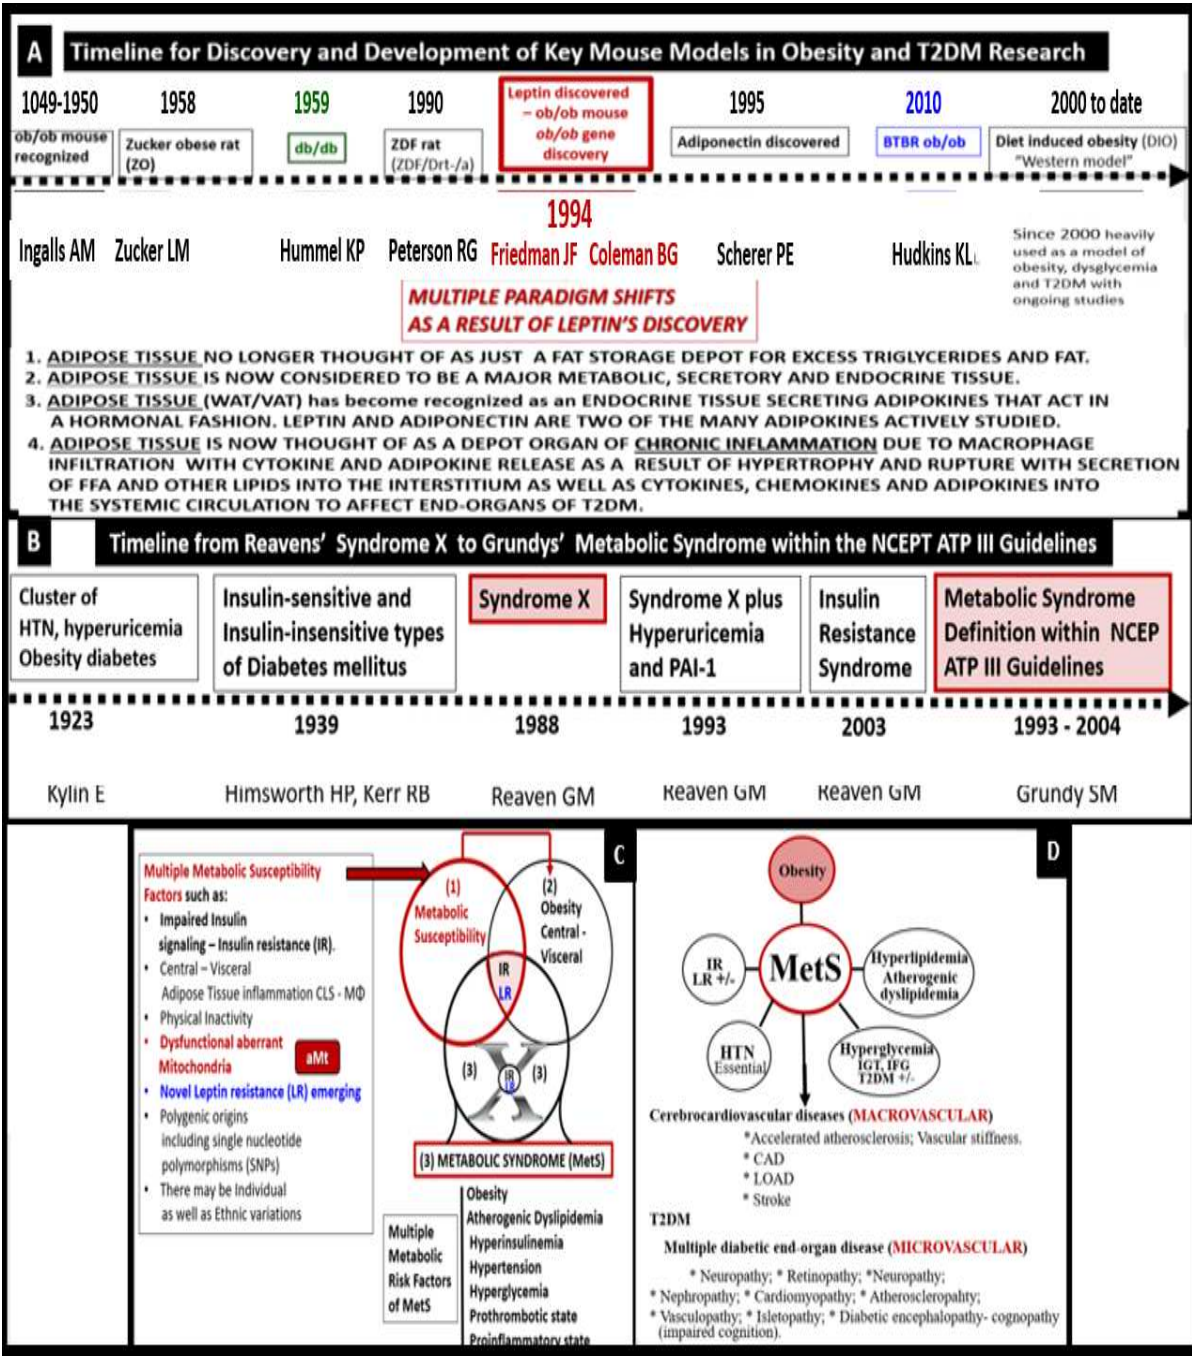 A
Timeline for Discovery and Development of Key Mouse Models in Obesity and T2DM Research
1049-1950
ob/ob mouse
recognized
1958
Zucker obese rat
(ZO)
1959
db/db
1990
ZDF rat
(ZDF/Drt-/a)
Leptin discovered
– ob/ob mouse
ob/ob gene
discovery
1995
Adiponectin discovered
2010
BTBR ob/ob
2000 to date
Diet induced obesity (DIO)
"Western model"
1994
Ingalls AM
Zucker LM
Hummel KP
Peterson RG
Friedman JF Coleman BG
Scherer PE
Hudkins KL
Since 2000 heavily
used as a model of
obesity, dysglycemia
and T2DM with
ongoing studies
MULTIPLE PARADIGM SHIFTS
AS A RESULT OF LEPTIN'S DISCOVERY
1. ADIPOSE TISSUE NO LONGER THOUGHT OF AS JUST A FAT STORAGE DEPOT FOR EXCESS TRIGLYCERIDES AND FAT.
2. ADIPOSE TISSUE IS NOW CONSIDERED TO BE A MAJOR METABOLIC, SECRETORY AND ENDOCRINE TISSUE.
3. ADIPOSE TISSUE (WAT/VAT) has become recognized as an ENDOCRINE TISSUE SECRETING ADIPOKINES THAT ACT IN
A HORMONAL FASHION. LEPTIN AND ADIPONECTIN ARE TWO OF THE MANY ADIPOKINES ACTIVELY STUDIED.
4. ADIPOSE TISSUE IS NOW THOUGHT OF AS A DEPOT ORGAN OF CHRONIC INFLAMMATION DUE TO MACROPHAGE
INFILTRATION WITH CYTOKINE AND ADIPOKINE RELEASE AS A RESULT OF HYPERTROPHY AND RUPTURE WITH SECRETION
OF FFA AND OTHER LIPIDS INTO THE INTERSTITIUM AS WELL AS CYTOKINES, CHEMOKINES AND ADIPOKINES INTO
THE SYSTEMIC CIRCULATION TO AFFECT END-ORGANS OF T2DM.
B
Timeline from Reavens' Syndrome X to Grundys' Metabolic Syndrome within the NCEPT ATP III Guidelines
Cluster of
HTN, hyperuricemia
Obesity diabetes
Insulin-sensitive and
Insulin-insensitive types
of Diabetes mellitus
Syndrome X
Syndrome X plus
Hyperuricemia
and PAI-1
Insulin
Resistance
Syndrome
Metabolic Syndrome
Definition within NCEP
ATP III Guidelines
1923
1939
1988
1993
2003
1993 - 2004
Kylin E
Himsworth HP, Kerr RB
Reaven GM
Reaven GM
Reaven GM
Grundy SM
C
Multiple Metabolic Susceptibility
Factors such as:
• Impaired Insulin
signaling – Insulin resistance (IR).
• Central – Visceral
Adipose Tissue inflammation CLS - MΦ
• Physical Inactivity
• Dysfunctional aberrant
Mitochondria
aMt
• Novel Leptin resistance (LR) emerging
• Polygenic origins
including single nucleotide
polymorphisms (SNPs)
• There may be Individual
as well as Ethnic variations
(1)
Metabolic
Susceptibility
(2)
Obesity
Central -
Visceral
IR
LR
(3)
X
IR
LR
(3)
(3) METABOLIC SYNDROME (MetS)
Multiple
Metabolic
Risk Factors
of MetS
Obesity
Atherogenic Dyslipidemia
Hyperinsulinemia
Hypertension
Hyperglycemia
Prothrombotic state
Proinflammatory state
D
Obesity
IR
LR +/-
MetS
Hyperlipidemia
Atherogenic
dyslipidemia
HTN
Essential
Hyperglycemia
IGT, IFG
T2DM +/-
Cerebrocardiovascular diseases (MACROVASCULAR)
*Accelerated atherosclerosis; Vascular stiffness.
* CAD
* LOAD
* Stroke
T2DM
Multiple diabetic end-organ disease (MICROVASCULAR)
* Neuropathy; * Retinopathy; *Neuropathy;
* Nephropathy; * Cardiomyopathy; * Atheroscleropahty;
* Vasculopathy; * Isletopathy; * Diabetic encephalopathy- cognopathy
(impaired cognition).